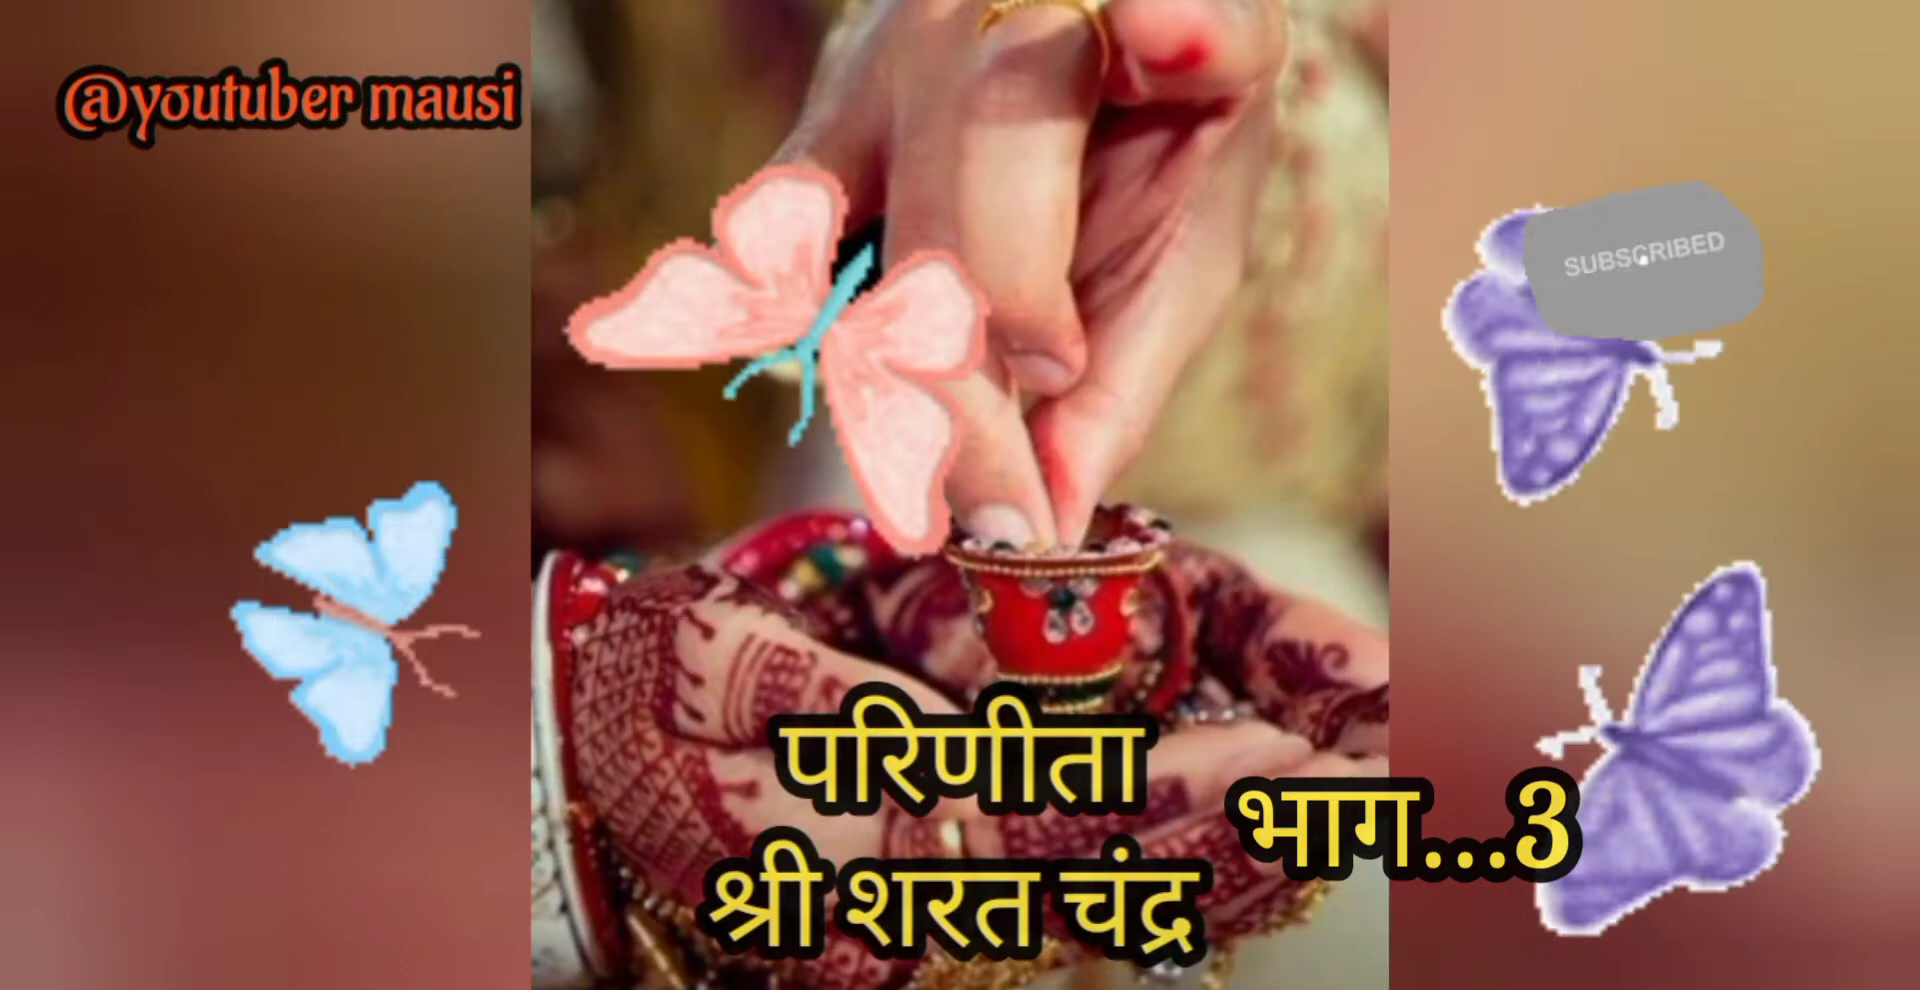 @youtuber mausi
SUBSCRIBED
परिणीता
भाग...3
श्री शरत चंद्र